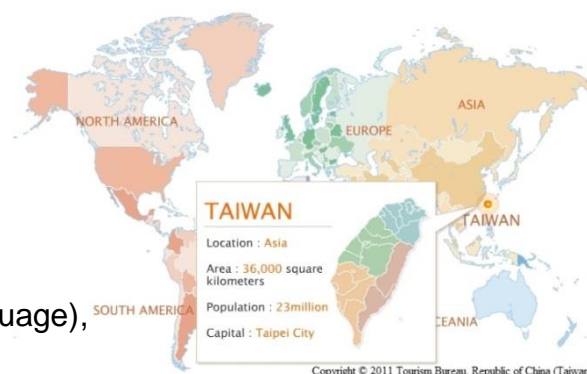 NORTH AMERICA
EUROPE
ASIA
TAIWAN
Location : Asia
Area : 36,000 square
kilometers
Population : 23million
Capital : Taipei City
TAIWAN
SOUTH AMERICA
CEANIA
uage),
Copyright © 2011 Tourism Bureau, Republic of China (Taiwan